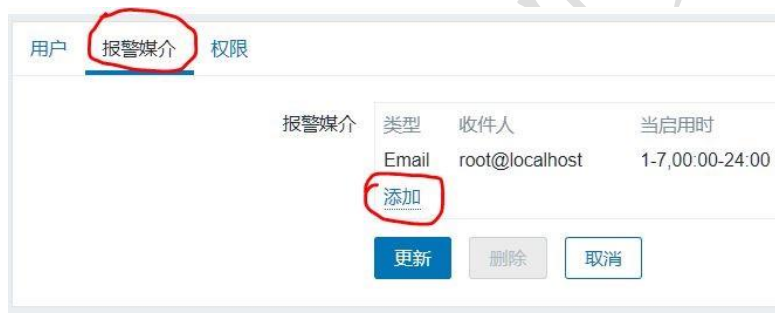 用户 报警媒介 权限
报警媒介 类型 收件人 当启用时
Email root@localhost 1-7,00:00-24:00
添加
更新 删除 取消